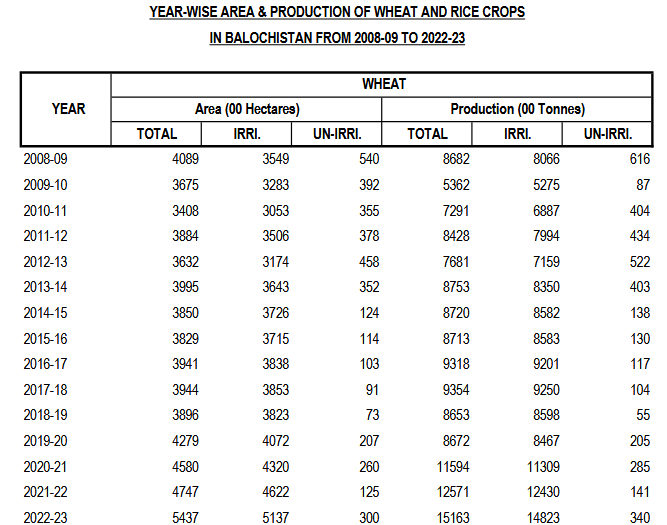 YEAR-WISE AREA & PRODUCTION OF WHEAT AND RICE CROPS
IN BALOCHISTAN FROM 2008-09 TO 2022-23
WHEAT
YEAR Area (00 Hectares) Production (00 Tonnes)
TOTAL IRRI. UN-IRRI. TOTAL IRRI. UN-IRRI.
2008-09 4089 3549 540 8682 8066 616
2009-10 3675 3283 392 5362 5275 87
2010-11 3408 3053 355 7291 6887 404
2011-12 3884 3506 378 8428 7994 434
2012-13 3632 3174 458 7681 7159 522
2013-14 3995 3643 352 8753 8350 403
2014-15 3850 3726 124 8720 8582 138
2015-16 3829 3715 114 8713 8583 130
2016-17 3941 3838 103 9318 9201 117
2017-18 3944 3853 91 9354 9250 104
2018-19 3896 3823 73 8653 8598 55
2019-20 4279 4072 207 8672 8467 205
2020-21 4580 4320 260 11594 11309 285
2021-22 4747 4622 125 12571 12430 141
2022-23 5437 5137 300 15163 14823 340